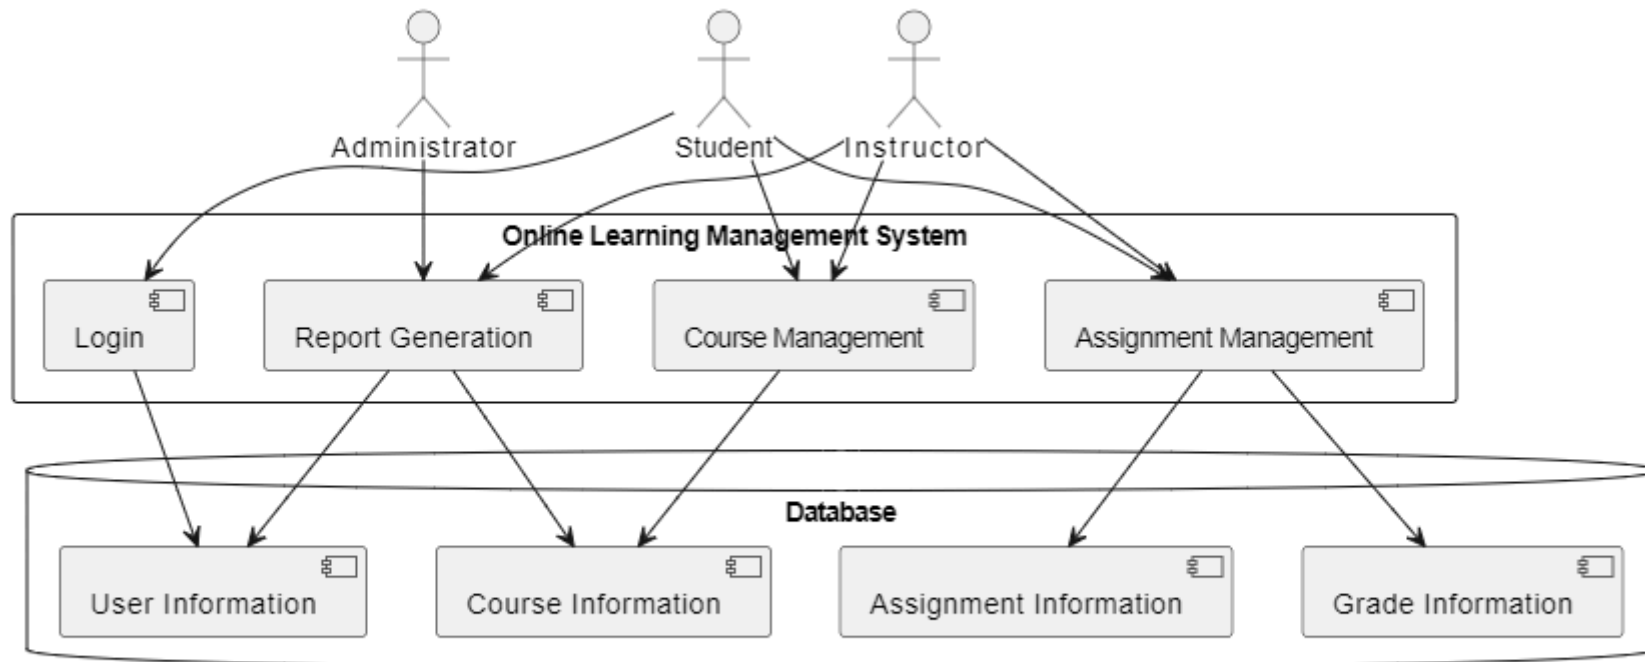 Administrator
Student
Instructor
Online Learning Management System
Login
Report Generation
Course Management
Assignment Management
Database
User Information
Course Information
Assignment Information
Grade Information